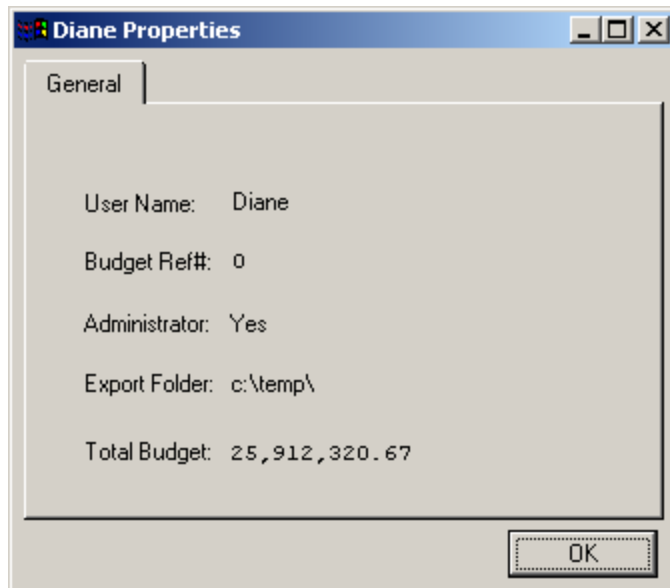 Diane Properties
General
User Name: Diane
Budget Ref#: 0
Administrator: Yes
Export Folder: c:\temp\
Total Budget: 25,912,320.67
OK